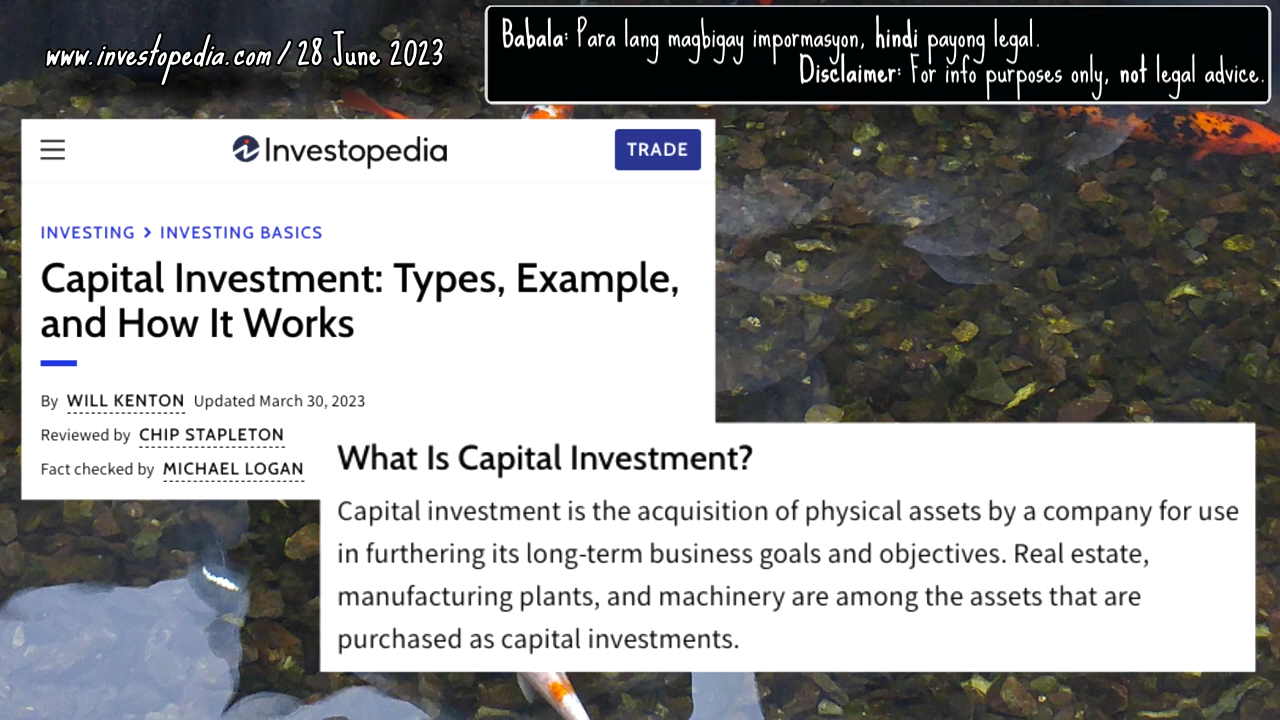 www.investopedia.com / 28 June 2023
Babala: Para lang magbigay impormasyon, hindi payong legal.
Disclaimer: For info purposes only, not legal advice.
Investopedia
TRADE
INVESTING > INVESTING BASICS
Capital Investment: Types, Example,
and How It Works
By WILL KENTON Updated March 30, 2023
Reviewed by CHIP STAPLETON
Fact checked by MICHAEL LOGAN
What Is Capital Investment?
Capital investment is the acquisition of physical assets by a company for use
in furthering its long-term business goals and objectives. Real estate,
manufacturing plants, and machinery are among the assets that are
purchased as capital investments.